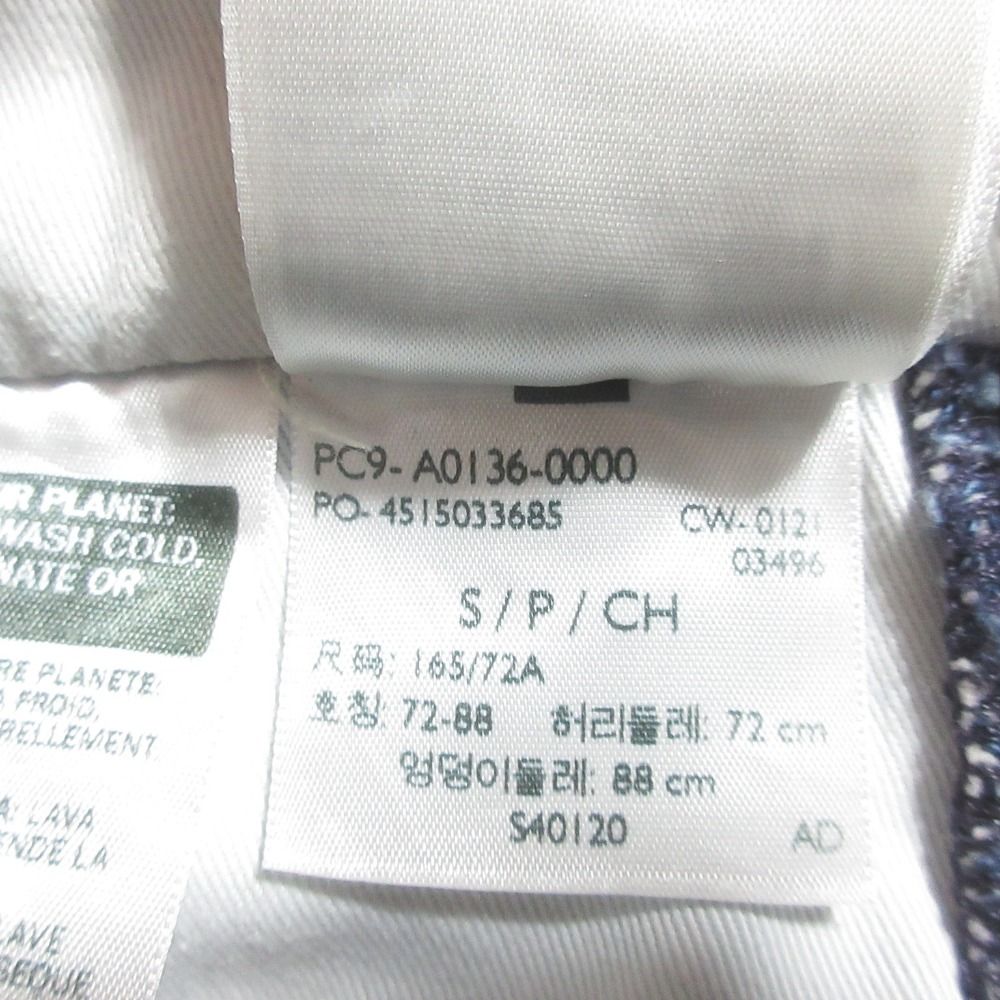 R PLANET:
WASH COLD,
NATE OR
RE PLANETE:
A FROID,
RELLEMENT
A: LAVA
ENDE LA
LAVE
SEQUE
PC9-A0136-0000
PO-4515033685 CW-0121
03496
S / P / CH
尺码: 165/72A
호칭: 72-88 허리둘레: 72 cm
엉덩이둘레: 88 cm
S40120 AD